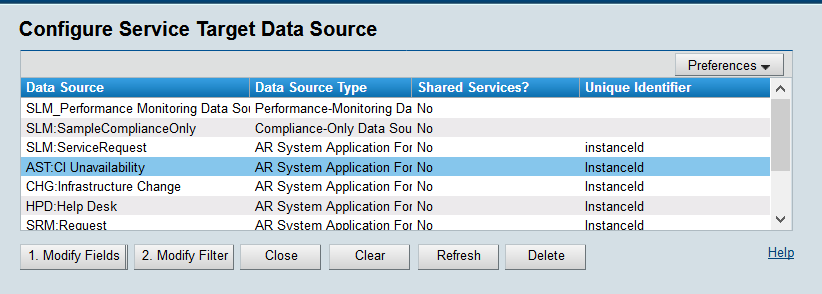 Configure Service Target Data Source
Preferences
Data Source Data Source Type Shared Services? Unique Identifier
SLM_Performance Monitoring Data Sou Performance-Monitoring Da No
SLM:SampleComplianceOnly Compliance-Only Data Sou No
SLM:ServiceRequest AR System Application For No instanceId
AST:CI Unavailability AR System Application For No InstanceId
CHG:Infrastructure Change AR System Application For No InstanceId
HPD:Help Desk AR System Application For No InstanceId
SRM:Request AR System Application For No InstanceId
1. Modify Fields 2. Modify Filter Close Clear Refresh Delete Help